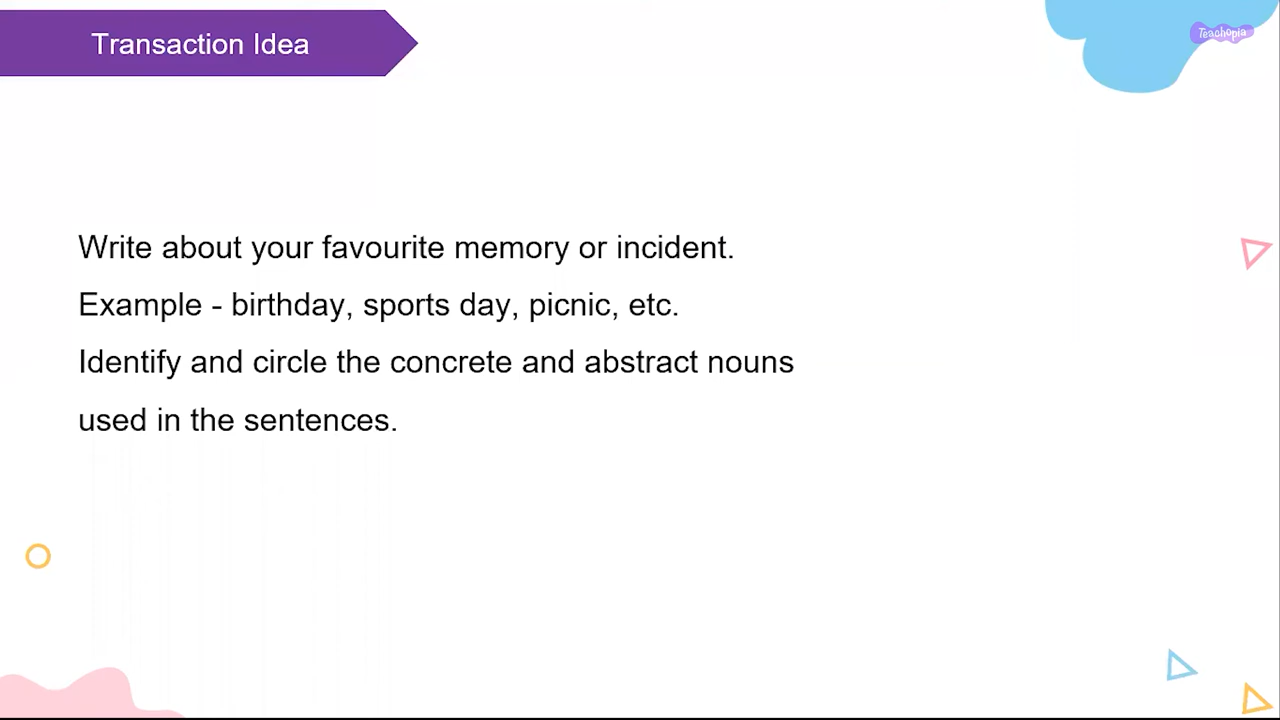 Transaction Idea
Teachopia
Write about your favourite memory or incident.
Example - birthday, sports day, picnic, etc.
Identify and circle the concrete and abstract nouns
used in the sentences.